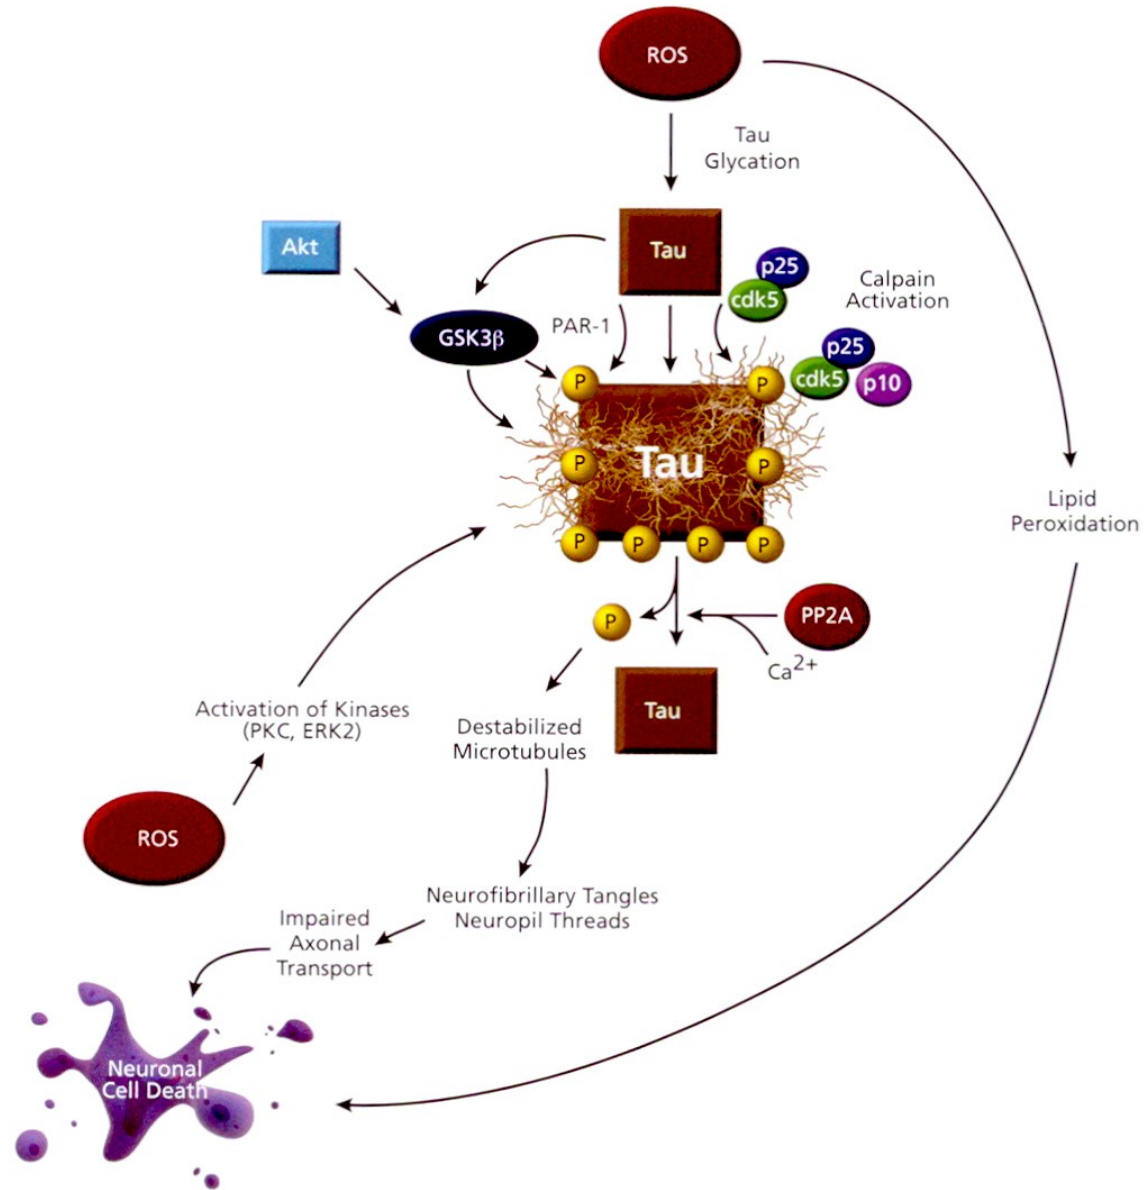 ROS
Tau
Glycation
Akt
Tau
p25
cdk5
Calpain
Activation
GSK3β
PAR-1
p25
cdk5
p10
P
P
Tau
P
P
P
P
P
P
Lipid
Peroxidation
P
PP2A
Ca2+
Tau
Activation of Kinases
(PKC, ERK2)
Destabilized
Microtubules
ROS
Neurofibrillary Tangles
Neuropil Threads
Impaired
Axonal
Transport
Neuronal
Cell Death